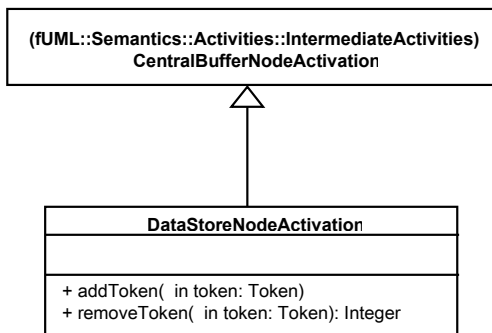 (fUML::Semantics::Activities::IntermediateActivities)
CentralBufferNodeActivation
DataStoreNodeActivation
+ addToken( in token: Token)
+ removeToken( in token: Token): Integer